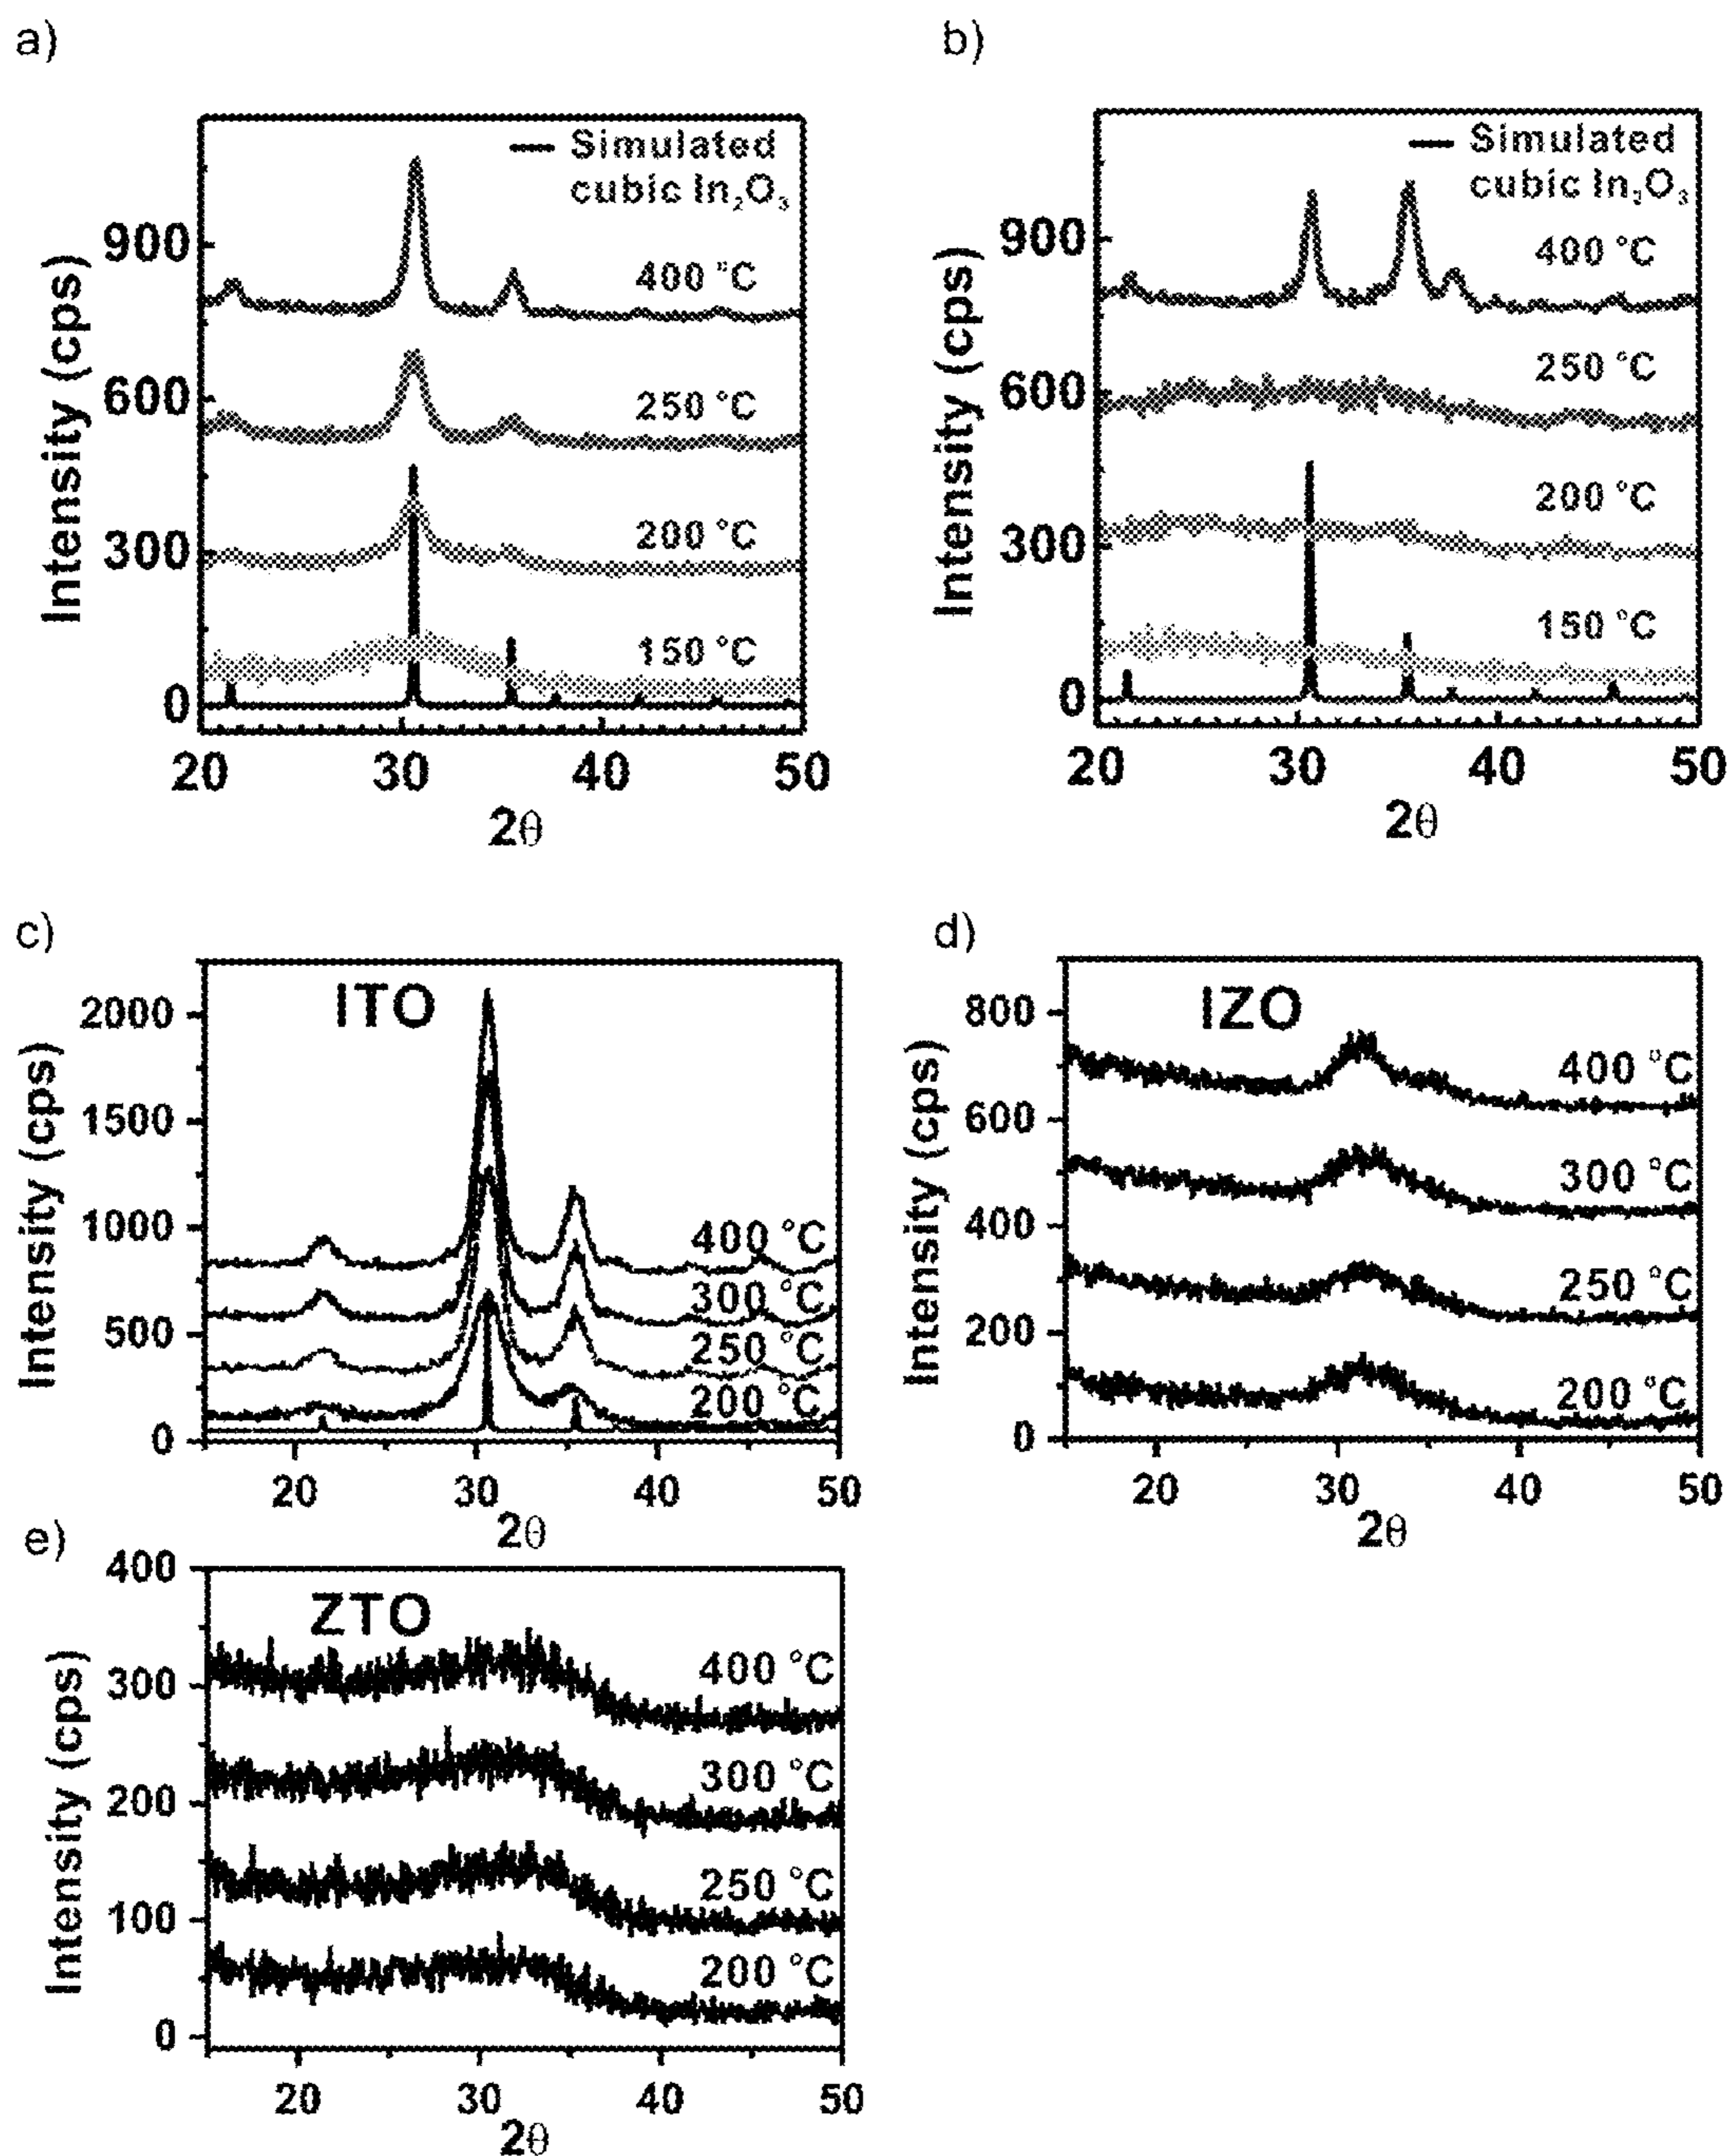 a)
Simulated
cubic In₂O₃
900
600
300
0
400 °C
250 °C
200 °C
150 °C
20 30 40 50
2θ
Intensity (cps)
b)
Simulated
cubic In₂O₃
900
600
300
0
400 °C
250 °C
200 °C
150 °C
20 30 40 50
2θ
Intensity (cps)
c)
ITO
2000
1500
1000
500
0
400 °C
300 °C
250 °C
200 °C
20 30 40 50
2θ
Intensity (cps)
d)
IZO
800
600
400
200
0
400 °C
300 °C
250 °C
200 °C
20 30 40 50
2θ
Intensity (cps)
e)
ZTO
400
300
200
100
0
400 °C
300 °C
250 °C
200 °C
20 30 40 50
2θ
Intensity (cps)